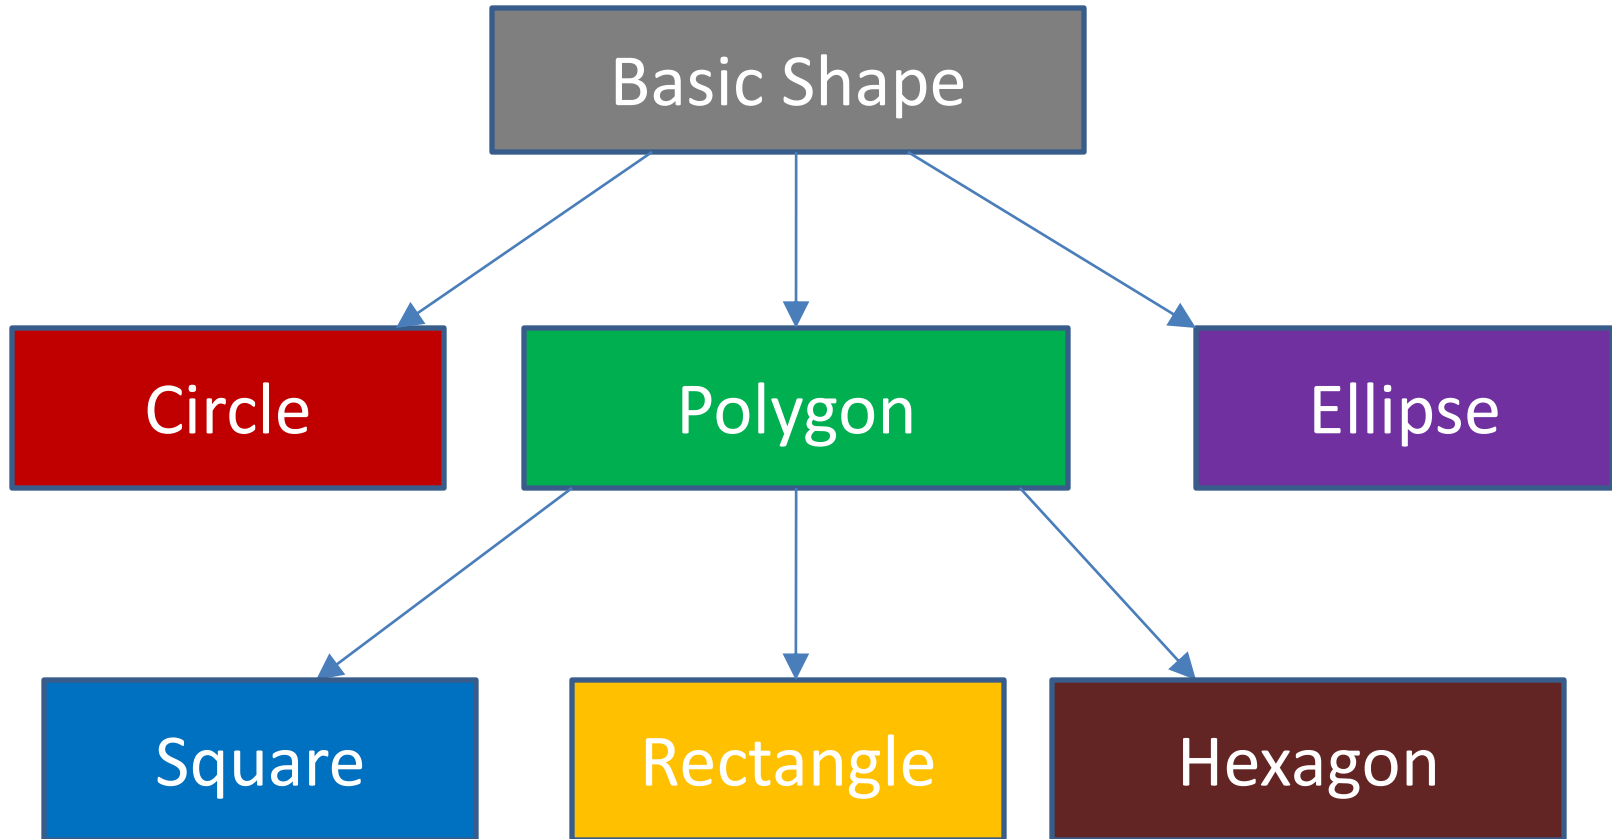 Basic Shape
Circle
Polygon
Ellipse
Square
Rectangle
Hexagon